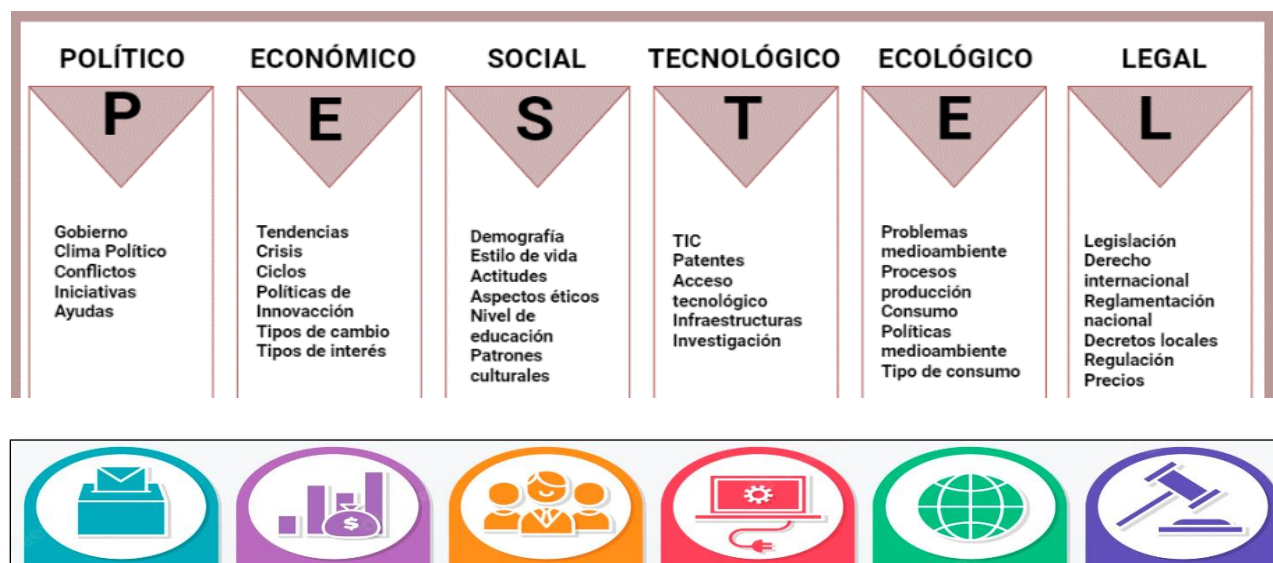 POLÍTICO
ECONÓMICO
SOCIAL
TECNOLÓGICO
ECOLÓGICO
LEGAL
P
E
S
T
E
L
Gobierno
Clima Político
Conflictos
Iniciativas
Ayudas
Tendencias
Crisis
Ciclos
Políticas de
Innovacción
Tipos de cambio
Tipos de interés
Demografía
Estilo de vida
Actitudes
Aspectos éticos
Nivel de
educación
Patrones
culturales
TIC
Patentes
Acceso
tecnológico
Infraestructuras
Investigación
Problemas
medioambiente
Procesos
producción
Consumo
Políticas
medioambiente
Tipo de consumo
Legislación
Derecho
internacional
Reglamentación
nacional
Decretos locales
Regulación
Precios
$